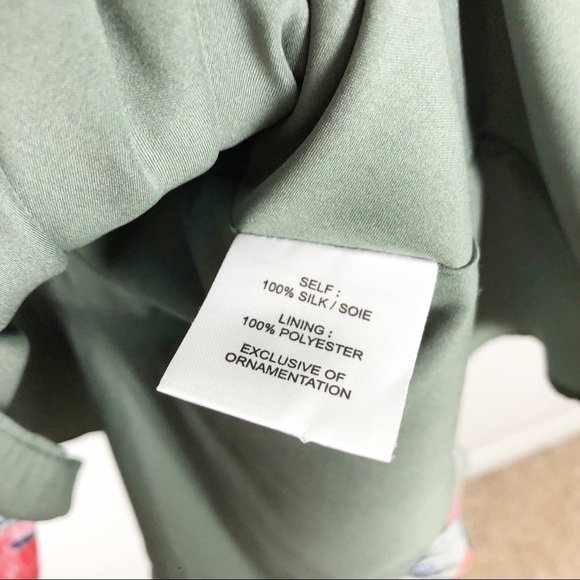 SELF :
100% SILK / SOIE
LINING :
100% POLYESTER
EXCLUSIVE OF
ORNAMENTATION